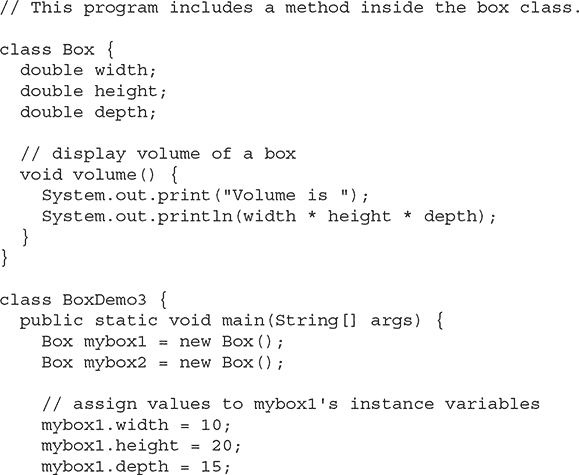 // This program includes a method inside the box class.

class Box {
  double width;
  double height;
  double depth;

  // display volume of a box
  void volume() {
    System.out.print("Volume is ");
    System.out.println(width * height * depth);
  }
}

class BoxDemo3 {
  public static void main(String[] args) {
    Box mybox1 = new Box();
    Box mybox2 = new Box();

    // assign values to mybox1's instance variables
    mybox1.width = 10;
    mybox1.height = 20;
    mybox1.depth = 15;